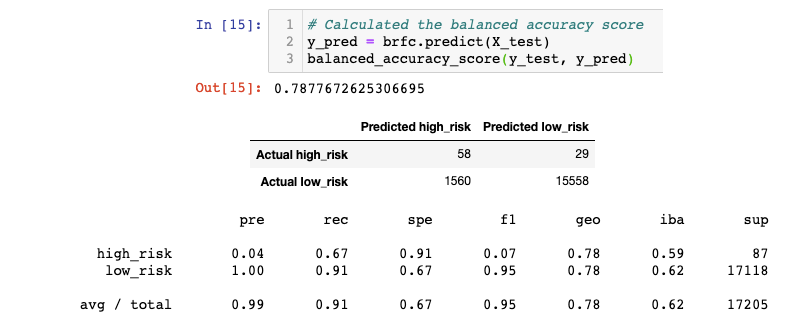 In [15]: 1 # Calculated the balanced accuracy score
2 y_pred = brfc.predict(X_test)
3 balanced_accuracy_score(y_test, y_pred)
Out[15]: 0.7877672625306695
Predicted high_risk Predicted low_risk
Actual high_risk 58 29
Actual low_risk 1560 15558
pre rec spe f1 geo iba sup
high_risk 0.04 0.67 0.91 0.07 0.78 0.59 87
low_risk 1.00 0.91 0.67 0.95 0.78 0.62 17118
avg / total 0.99 0.91 0.67 0.95 0.78 0.62 17205